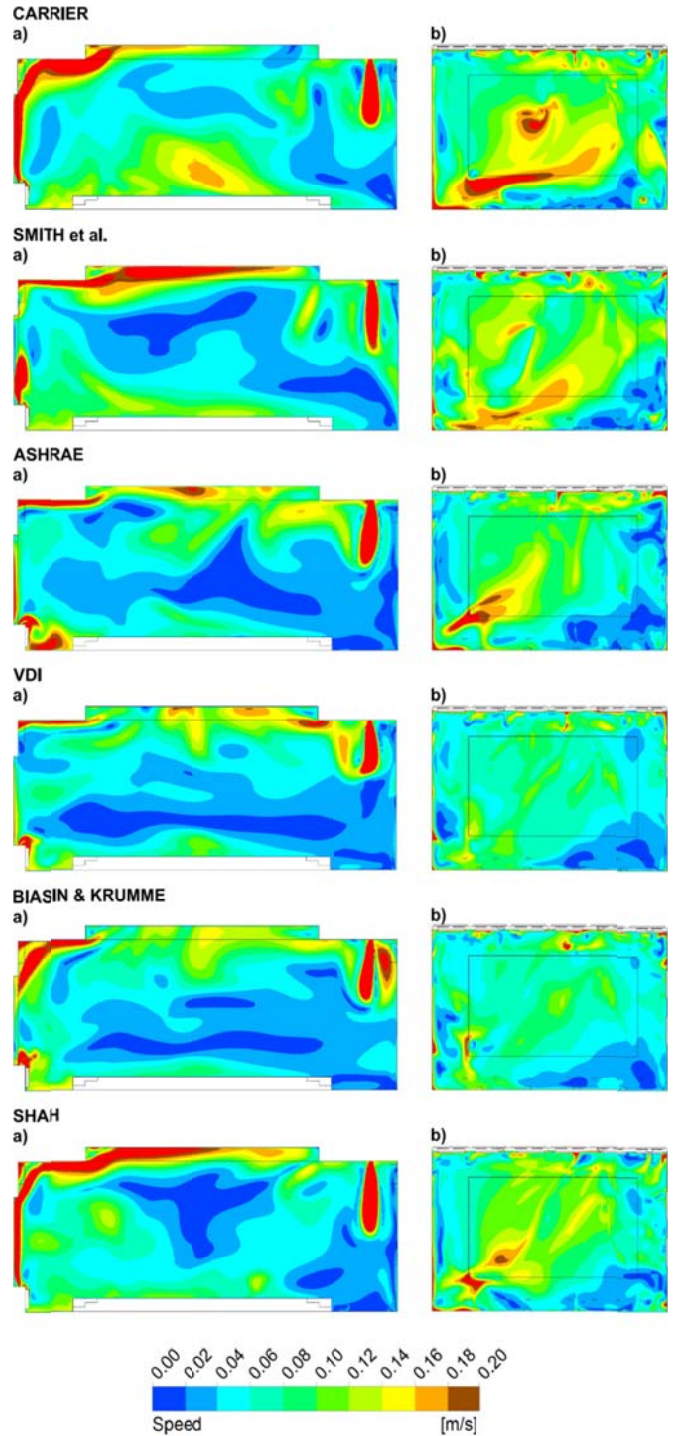 CARRIER
a) b)
SMITH et al.
a) b)
ASHRAE
a) b)
VDI
a) b)
BIASIN & KRUMME
a) b)
SHAH
a) b)
0.00 0.02 0.04 0.06 0.08 0.10 0.12 0.14 0.16 0.18 0.20
Speed [m/s]